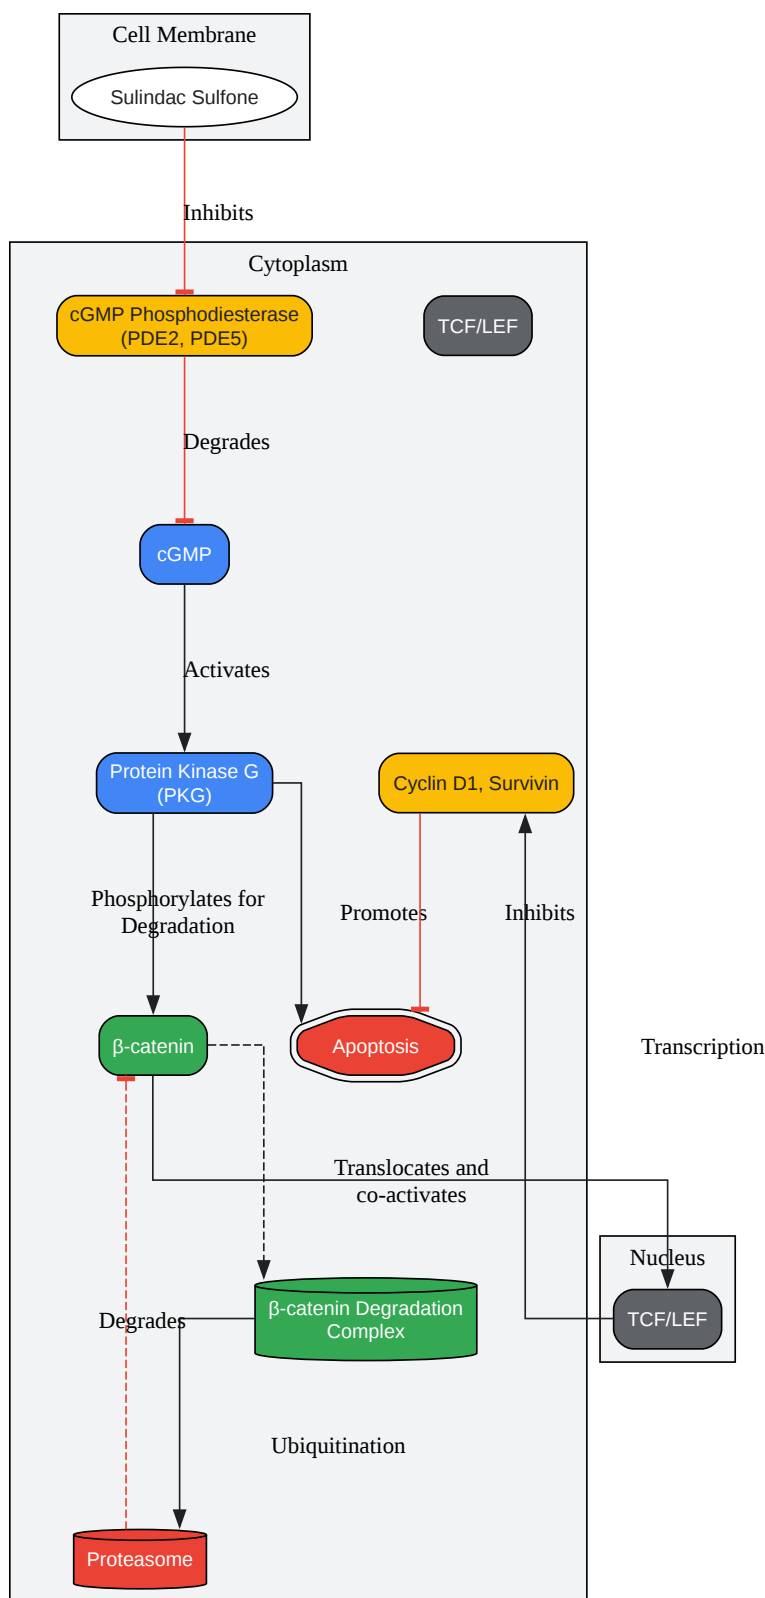 Cell Membrane
Sulindac Sulfone
Inhibits
Cytoplasm
cGMP Phosphodiesterase
(PDE2, PDE5)
TCF/LEF
Degrades
cGMP
Activates
Protein Kinase G
(PKG)
Cyclin D1, Survivin
Phosphorylates for
Degradation
Promotes
Inhibits
β-catenin
Apoptosis
Transcription
Translocates and
co-activates
Nucleus
β-catenin Degradation
Complex
TCF/LEF
Degrades
Ubiquitination
Proteasome